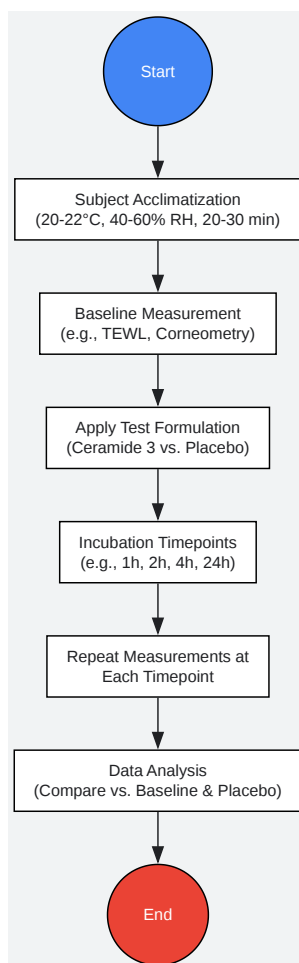 Start
Subject Acclimatization
(20-22°C, 40-60% RH, 20-30 min)
Baseline Measurement
(e.g., TEWL, Corneometry)
Apply Test Formulation
(Ceramide 3 vs. Placebo)
Incubation Timepoints
(e.g., 1h, 2h, 4h, 24h)
Repeat Measurements at
Each Timepoint
Data Analysis
(Compare vs. Baseline & Placebo)
End